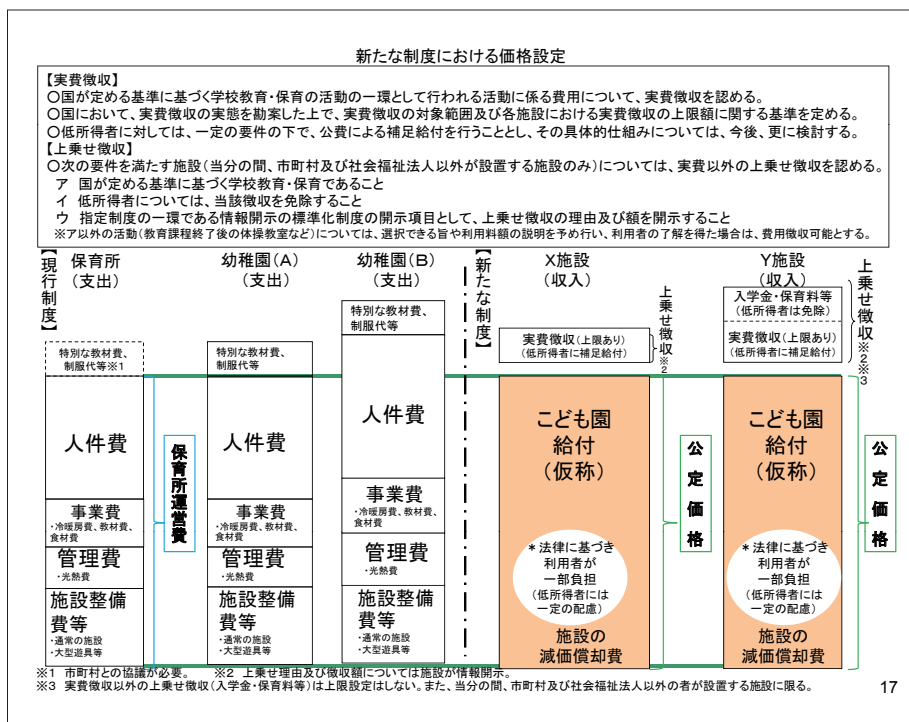 新たな制度における価格設定
【実費徴収】
○国が定める基準に基づく学校教育・保育の活動の一環として行われる活動に係る費用について、実費徴収を認める。
○国において、実費徴収の実態を勘案した上で、実費徴収の対象範囲及び各施設における実費徴収の上限額に関する基準を定める。
○低所得者に対しては、一定の要件の下で、公費による補足給付を行うこととし、その具体的仕組みについては、今後、更に検討する。
【上乗せ徴収】
○次の要件を満たす施設(当分の間、市町村及び社会福祉法人以外が設置する施設のみ)については、実費以外の上乗せ徴収を認める。
ア 国が定める基準に基づく学校教育・保育であること
イ 低所得者については、当該徴収を免除すること
ウ 指定制度の一環である情報開示の標準化制度の開示項目として、上乗せ徴収の理由及び額を開示すること
※ア以外の活動(教育課程終了後の体操教室など)については、選択できる旨や利用料額の説明を予め行い、利用者の了解を得た場合は、費用徴収可能とする。
【現行制度】
保育所
(支出)
特別な教材費、
制服代等※1
人件費
事業費
・冷暖房費、教材費、
食材費
管理費
・光熱費
施設整備
費等
・通常の施設
・大型遊具等
保育所運営費
幼稚園(A)
(支出)
特別な教材費、
制服代等
人件費
事業費
・冷暖房費、教材費、
食材費
管理費
・光熱費
施設整備
費等
・通常の施設
・大型遊具等
幼稚園(B)
(支出)
特別な教材費、
制服代等
人件費
事業費
・冷暖房費、教材費、
食材費
管理費
・光熱費
施設整備
費等
・通常の施設
・大型遊具等
【新たな制度】
X施設
(収入)
実費徴収(上限あり)
(低所得者に補足給付)
上乗せ徴収※2
こども園
給付
(仮称)
*法律に基づき
利用者が
一部負担
(低所得者には
一定の配慮)
施設の
減価償却費
公定価格
Y施設
(収入)
入学金・保育料等
(低所得者は免除)
実費徴収(上限あり)
(低所得者に補足給付)
上乗せ徴収※2※3
こども園
給付
(仮称)
*法律に基づき
利用者が
一部負担
(低所得者には
一定の配慮)
施設の
減価償却費
公定価格
※1 市町村との協議が必要。 ※2 上乗せ理由及び徴収額については施設が情報開示。
※3 実費徴収以外の上乗せ徴収(入学金・保育料等)は上限設定はしない。また、当分の間、市町村及び社会福祉法人以外の者が設置する施設に限る。
17